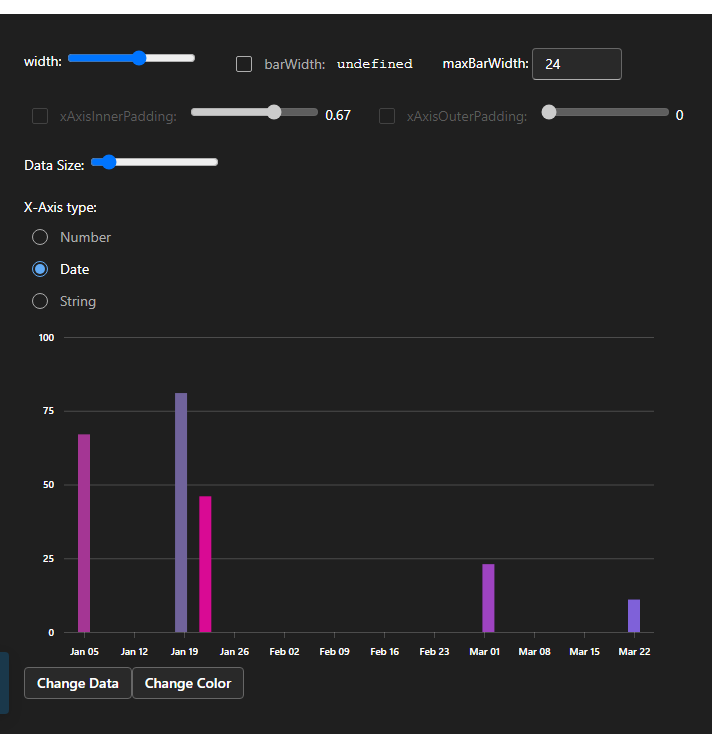 width: barWidth: undefined maxBarWidth: 24
xAxisInnerPadding: 0.67 xAxisOuterPadding: 0
Data Size:
X-Axis type:
Number
Date
String
100
75
50
25
0
Jan 05 Jan 12 Jan 19 Jan 26 Feb 02 Feb 09 Feb 16 Feb 23 Mar 01 Mar 08 Mar 15 Mar 22
Change Data Change Color